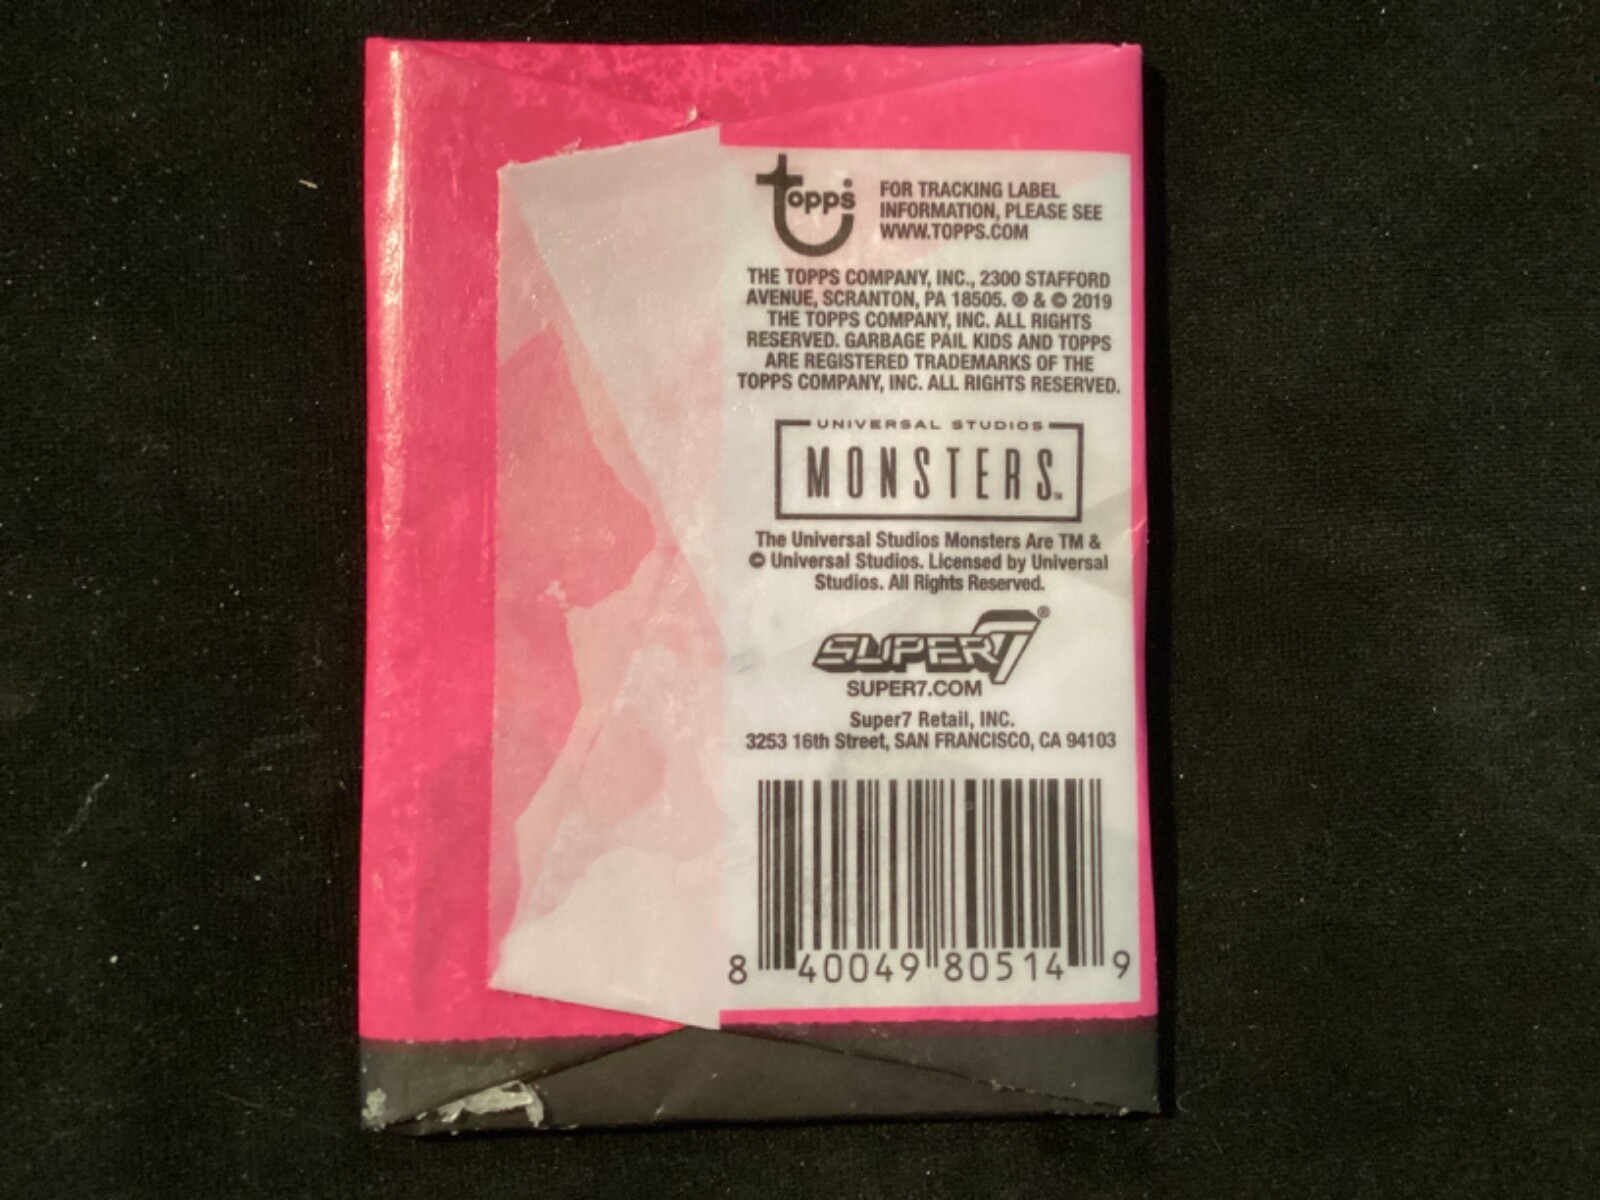 topps®
FOR TRACKING LABEL
INFORMATION, PLEASE SEE
WWW.TOPPS.COM
THE TOPPS COMPANY, INC., 2300 STAFFORD
AVENUE, SCRANTON, PA 18505. ® & © 2019
THE TOPPS COMPANY, INC. ALL RIGHTS
RESERVED. GARBAGE PAIL KIDS AND TOPPS
ARE REGISTERED TRADEMARKS OF THE
TOPPS COMPANY, INC. ALL RIGHTS RESERVED.
UNIVERSAL STUDIOS
MONSTERS™
The Universal Studios Monsters Are TM &
© Universal Studios. Licensed by Universal
Studios. All Rights Reserved.
SUPER7®
SUPER7.COM
Super7 Retail, INC.
3253 16th Street, SAN FRANCISCO, CA 94103
8 40049 80514 9